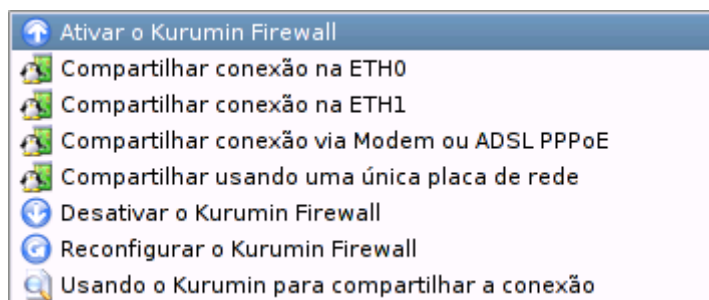 Ativar o Kurumin Firewall
Compartilhar conexão na ETH0
Compartilhar conexão na ETH1
Compartilhar conexão via Modem ou ADSL PPPoE
Compartilhar usando uma única placa de rede
Desativar o Kurumin Firewall
Reconfigurar o Kurumin Firewall
Usando o Kurumin para compartilhar a conexão